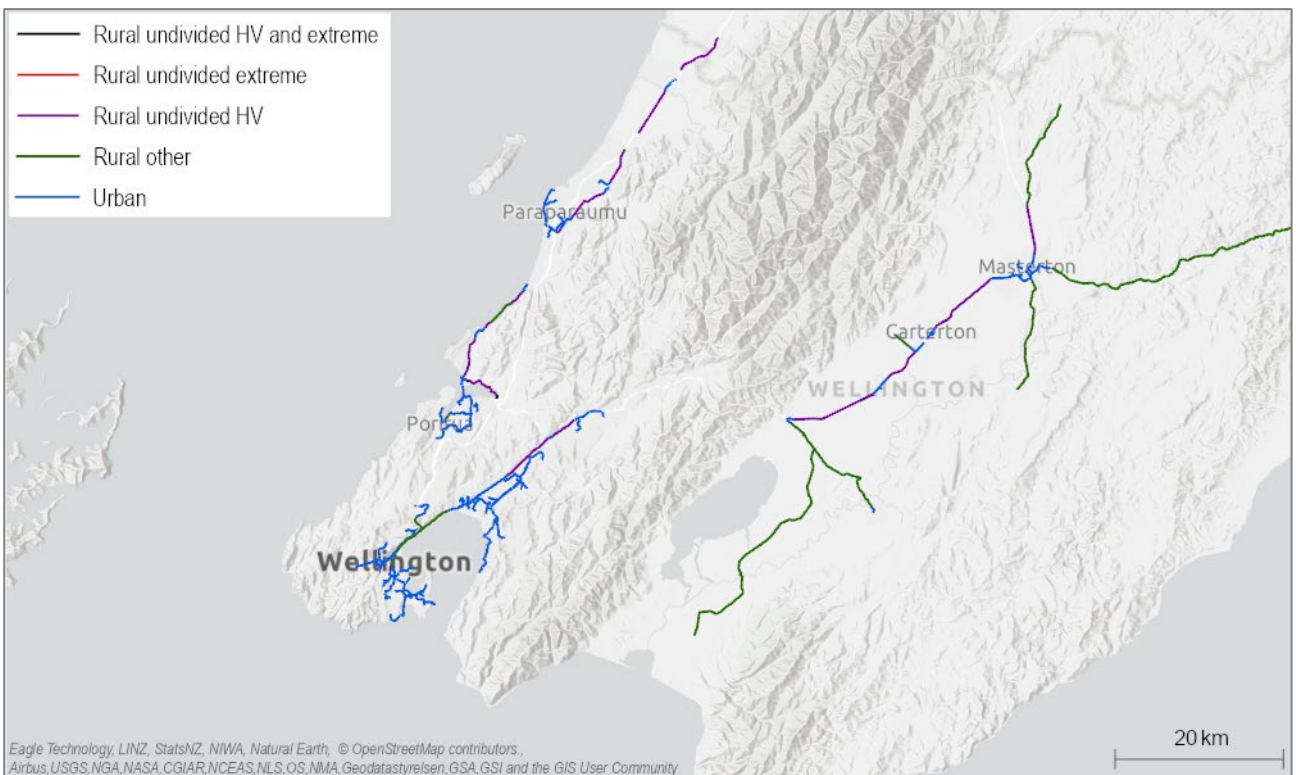 Rural undivided HV and extreme
Rural undivided extreme
Rural undivided HV
Rural other
Urban
Paraparaumu
Masterton
Carterton
WELLINGTON
Porirua
Wellington
20 km
Eagle Technology, LINZ, StatsNZ, NIWA, Natural Earth, © OpenStreetMap contributors.,
Airbus,USGS,NGA,NASA,CGIAR,NCEAS,NLS,OS,NMA,Geodatastyrelsen,GSA,GSI and the GIS User Community